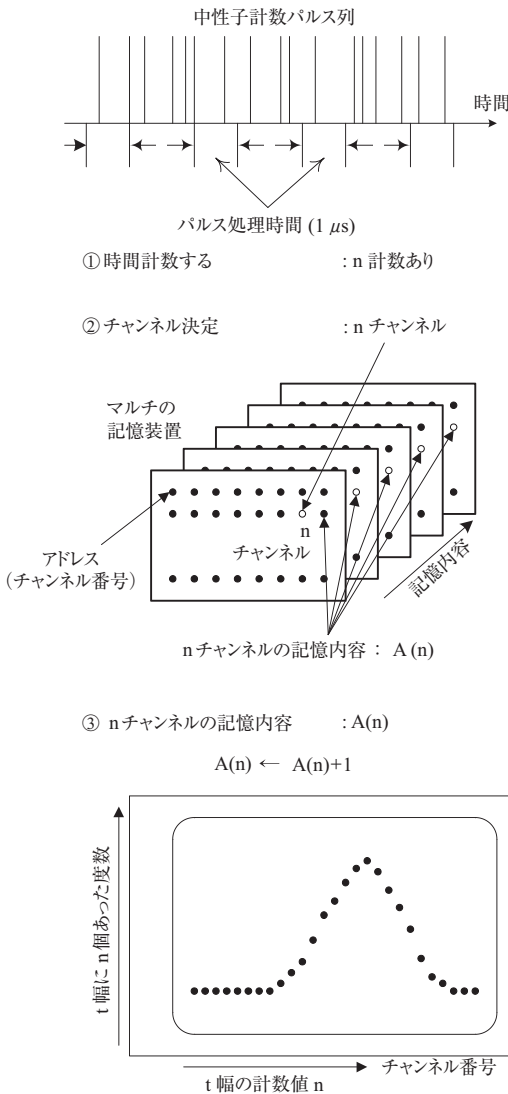 中性子計数パルス列
時間
パルス処理時間 (1 μs)
①時間計数する : n 計数あり
②チャンネル決定 : n チャンネル
マルチの
記憶装置
n
チャンネル
アドレス
(チャンネル番号)
記憶内容
nチャンネルの記憶内容 : A (n)
③ nチャンネルの記憶内容 : A(n)
A(n) ← A(n)+1
t 幅に n 個あった度数
チャンネル番号
t 幅の計数値 n